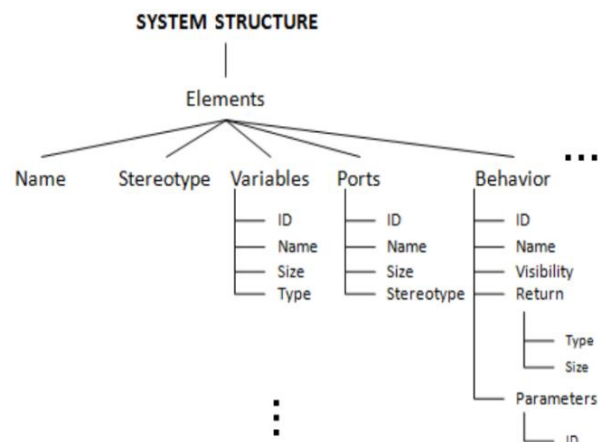 SYSTEM STRUCTURE
Elements
Name Stereotype Variables Ports Behavior ...
ID ID ID
Name Name Name
Size Size Visibility
Type Stereotype Return
Type
Size
Parameters
ID